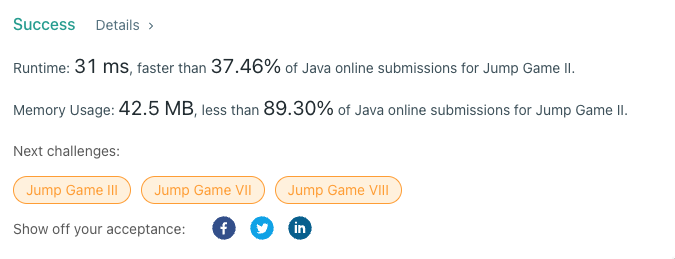 Success Details >
Runtime: 31 ms, faster than 37.46% of Java online submissions for Jump Game II.
Memory Usage: 42.5 MB, less than 89.30% of Java online submissions for Jump Game II.
Next challenges:
Jump Game III Jump Game VII Jump Game VIII
Show off your acceptance: f in